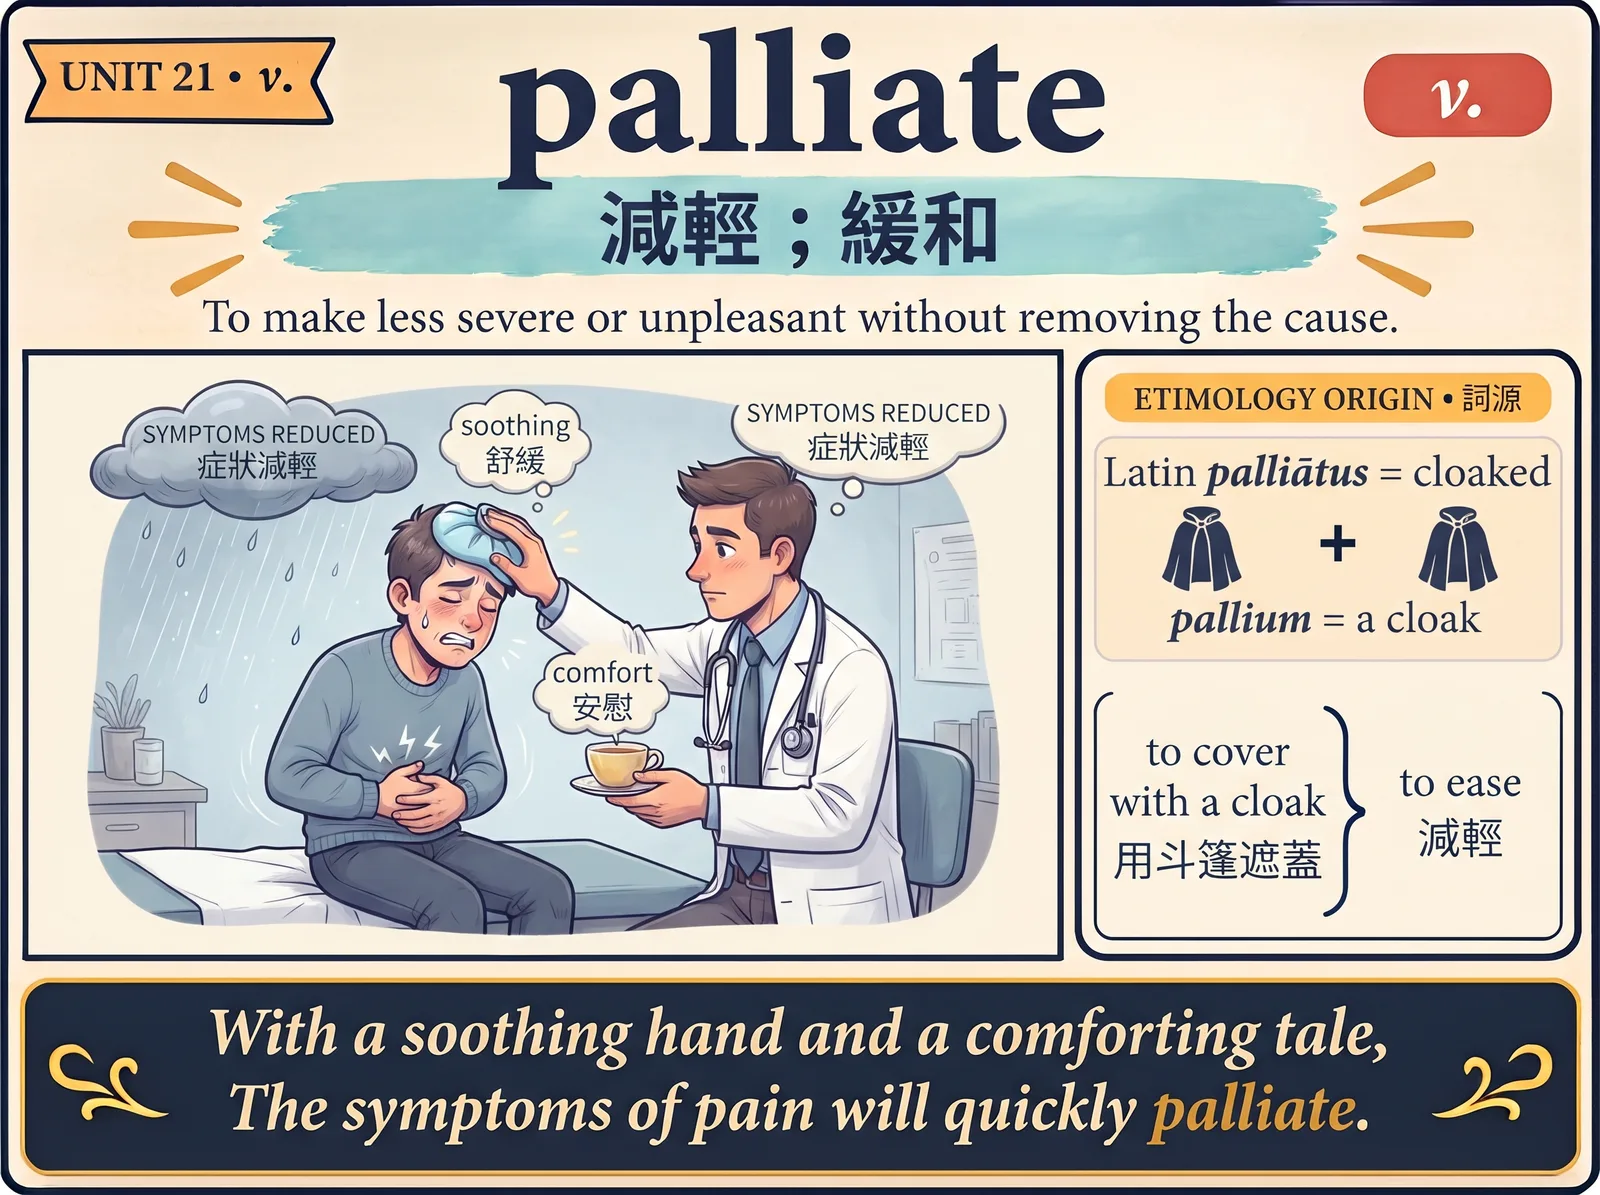 UNIT 21 • v.
palliate
v.
減輕；緩和
To make less severe or unpleasant without removing the cause.
SYMPTOMS REDUCED
症狀減輕
soothing
舒緩
SYMPTOMS REDUCED
症狀減輕
comfort
安慰
ETIMOLOGY ORIGIN • 詞源
Latin palliātus = cloaked
+
pallium = a cloak
to cover
with a cloak
用斗篷遮蓋
to ease
減輕
With a soothing hand and a comforting tale,
The symptoms of pain will quickly palliate.